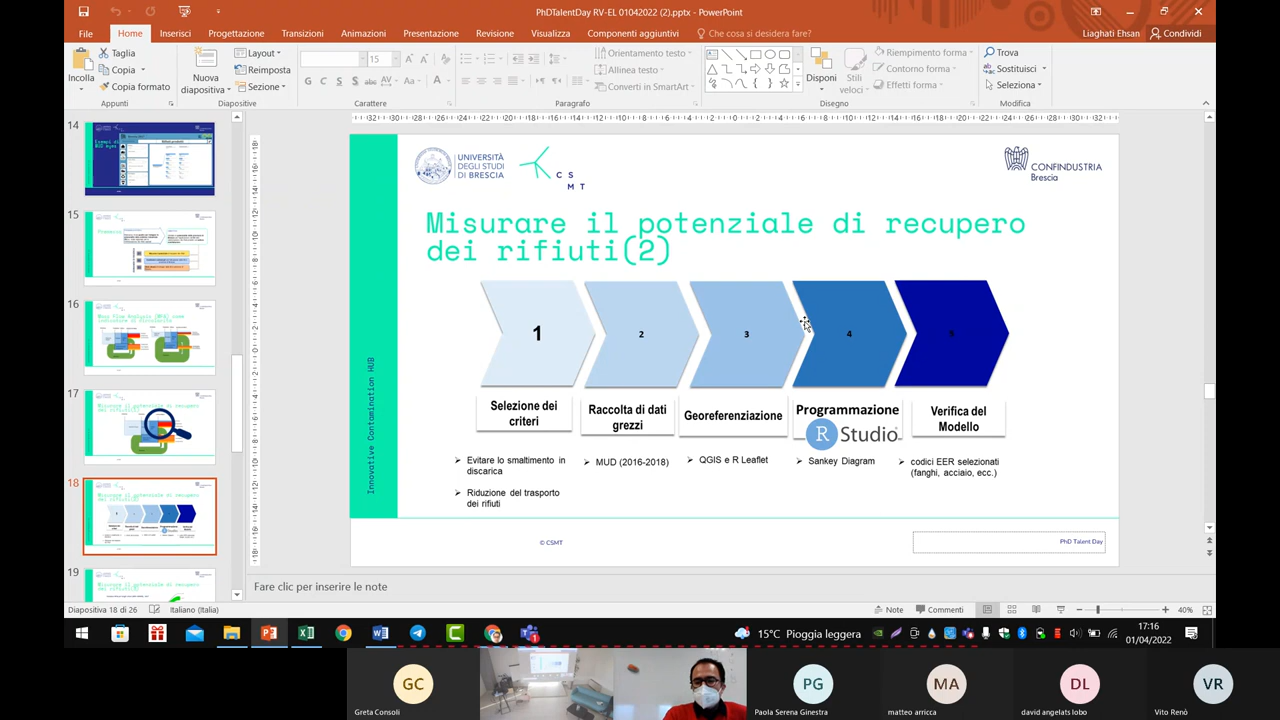 PhDTalentDay RV-EL 01042022 (2).pptx - PowerPoint
File Home Inserisci Progettazione Transizioni Animazioni Presentazione Revisione Visualizza Componenti aggiuntivi Che cosa si desidera fare? Liaghati Ehsan Condividi
Incolla
Taglia
Copia
Copia formato
Appunti
Nuova
diapositiva
Layout
Reimposta
Sezione
Diapositive
15
Carattere
Orientamento testo
Allinea testo
Converti in SmartArt
Paragrafo
Disponi
Stili
veloci
Riempimento forma
Contorno forma
Effetti forma
Disegno
Trova
Sostituisci
Seleziona
Modifica
14
15
16
17
18
19
UNIVERSITÀ
DEGLI STUDI
DI BRESCIA
C S
M T
CONFINDUSTRIA
Brescia
Misurare il potenziale di recupero
dei rifiuti(2)
Innovative Contamination HUB
1 2 3 4
Selezione dei
criteri
Raccolta di dati
grezzi
Georeferenziazione
Programmazione
R Studio
Verifica del
Modello
Evitare lo smaltimento in
discarica
Riduzione del trasporto
dei rifiuti
MUD (2016-2018)
QGIS e R Leaflet
Sankey Diagram
codici EER selezionati
(fanghi, acciaio, ecc.)
© CSMT
PhD Talent Day
Fare clic per inserire le note
Diapositiva 18 di 26 Italiano (Italia) Note Commenti 40%
15°C Pioggia leggera
17:16
01/04/2022
GC
Greta Consoli
PG
Paola Serena Ginestra
MA
matteo arricca
DL
david angelats lobo
VR
Vito Renò